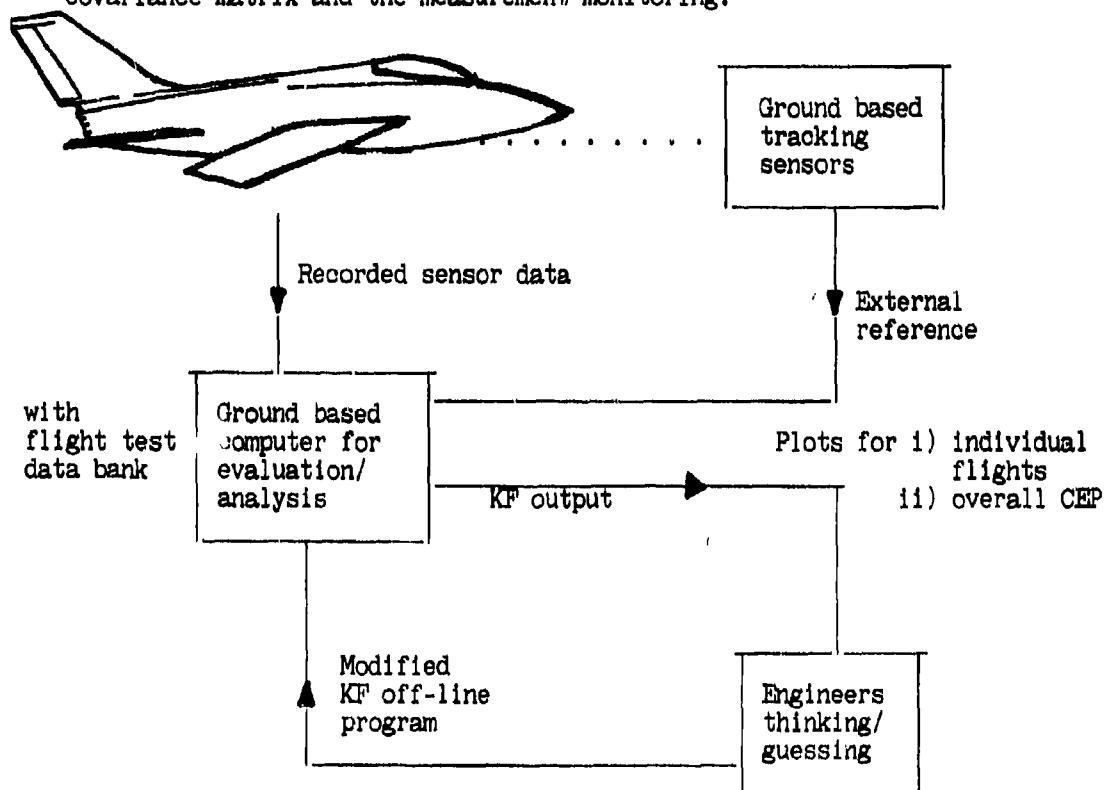 covariance matrix and the measurement monitoring.
Ground based
tracking
sensors
Recorded sensor data
External
reference
with
flight test
data bank
Ground based
computer for
evaluation/
analysis
Plots for i) individual
flights
ii) overall CEP
KF output
Modified
KF off-line
program
Engineers
thinking/
guessing